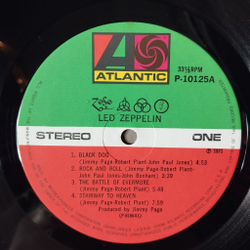 33⅓RPM
P-10125A
ATLANTIC
LED ZEPPELIN
STEREO
ONE
1. BLACK DOG
(Jimmy Page-Robert Plant-John Paul Jones) 4:53
2. ROCK AND ROLL (Jimmy Page-Robert Plant-
John Paul Jones-John Bonham) 3:39
3. THE BATTLE OF EVERMORE
(Jimmy Page-Robert Plant) 5:38
4. STAIRWAY TO HEAVEN
(Jimmy Page-Robert Plant) 7:59
Produced by Jimmy Page